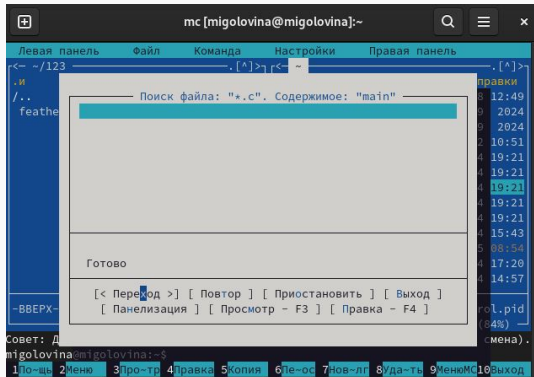 mc [migolovina@migolovina]:~
Левая панель Файл Команда Настройки Правая панель
<- ~/123 .[^]> <- ~ .[^]>
.и правки
/.. 8 12:49
feathe 9 2024
9 2024
2 10:51
4 19:21
4 19:21
4 19:21
4 19:21
4 19:21
4 15:43
5 08:54
4 17:20
4 14:57
Поиск файла: "*.c". Содержимое: "main"
Готово
[< Переход >] [ Повтор ] [ Приостановить ] [ Выход ]
[ Панелизация ] [ Просмотр - F3 ] [ Правка - F4 ]
-ВВЕРХ- rol.pid
(84%)
Совет: Д смена).
migolovina@migolovina:~$
1По~щь 2Меню 3Про~тр 4Правка 5Копия 6Пе~ос 7Нов~лг 8Уда~ть 9МенюMC 10Выход